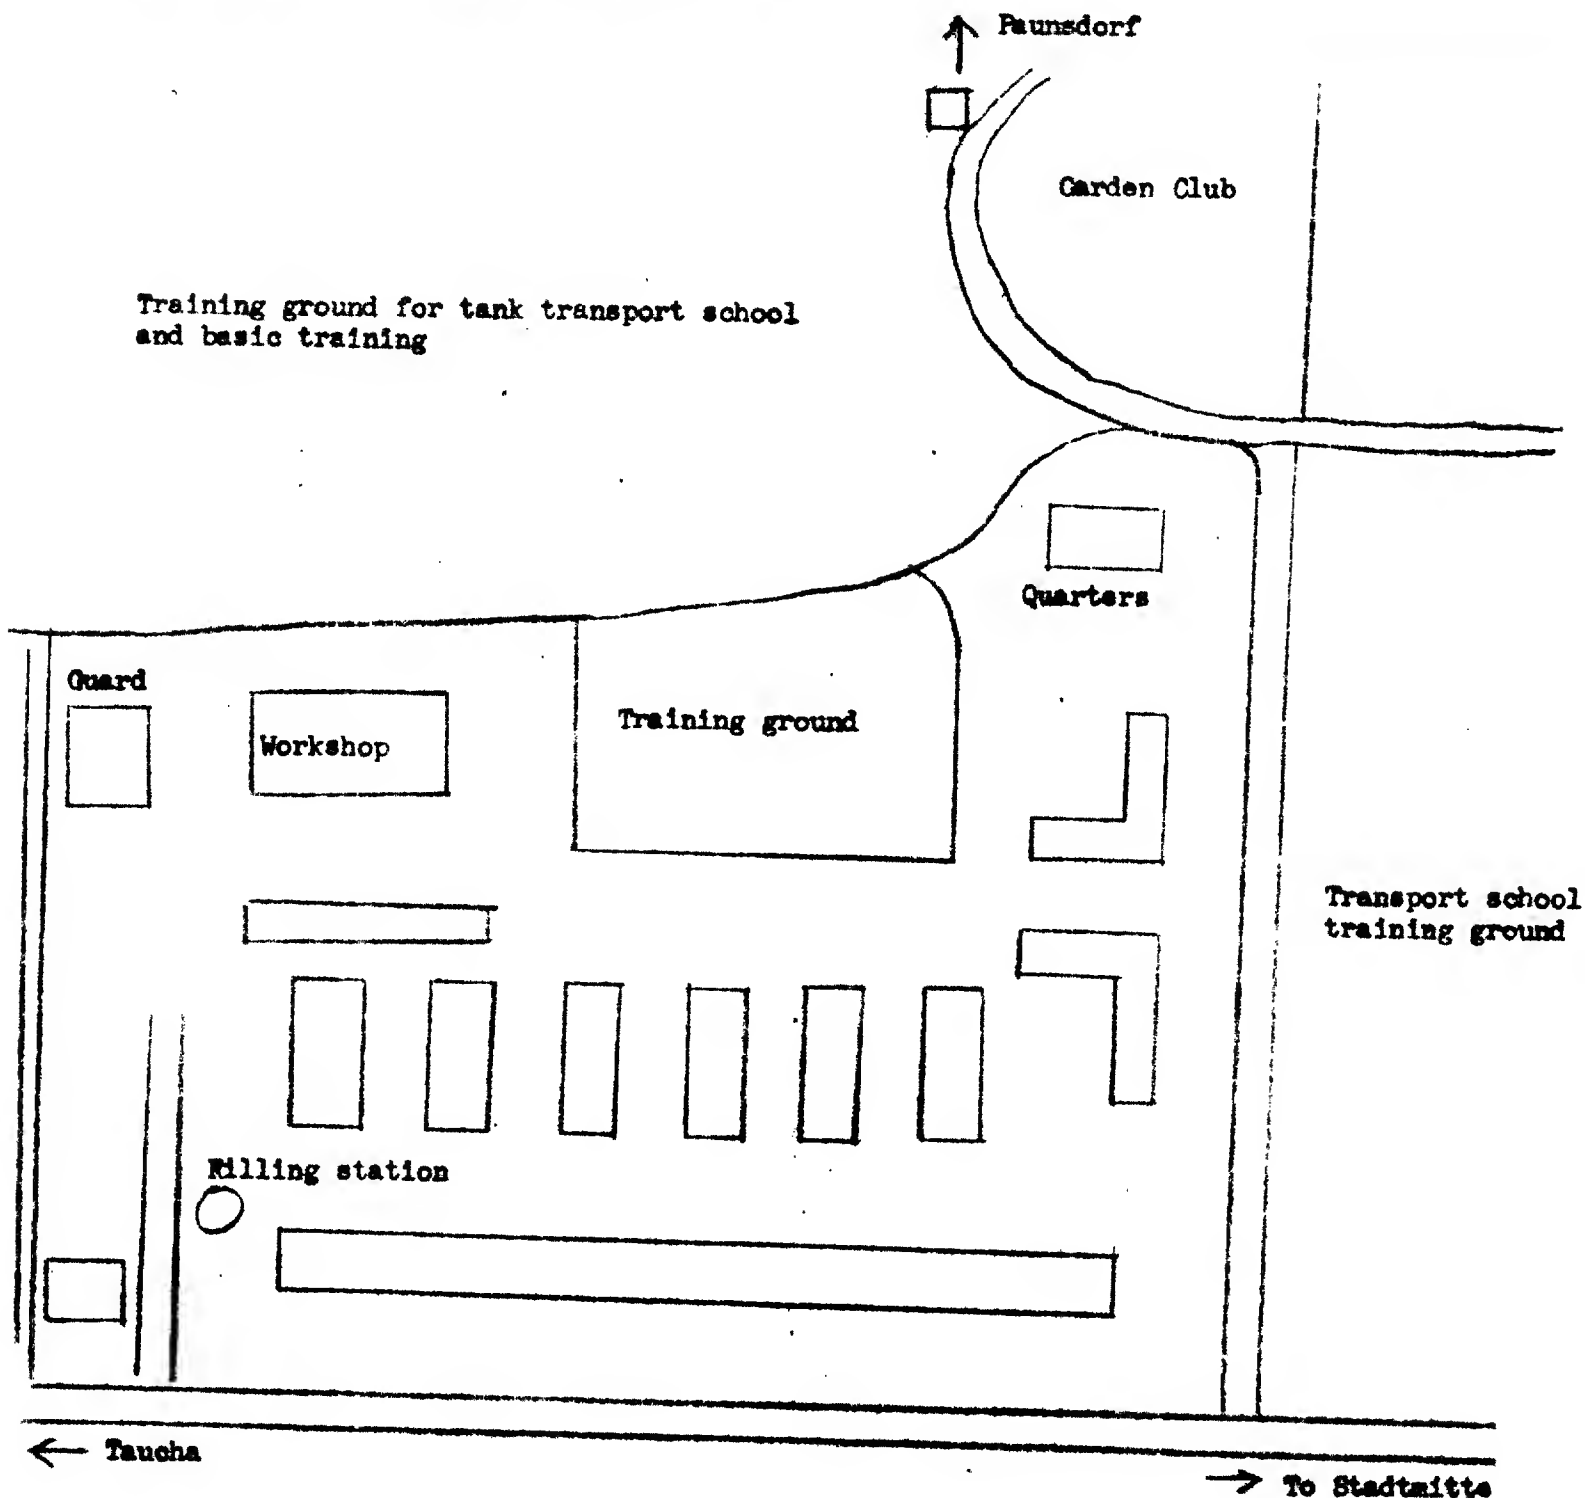 Paunsdorf
Garden Club
Training ground for tank transport school
and basic training
Quarters
Guard
Workshop
Training ground
Transport school
training ground
Filling station
Taucha
To Stadtmitte